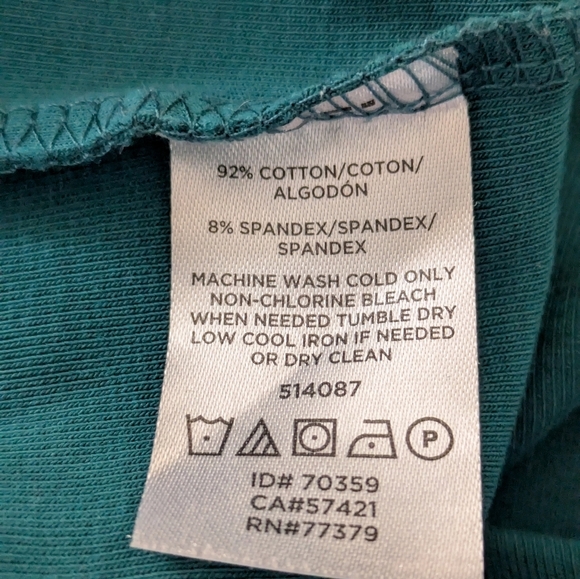 92% COTTON/COTON/
ALGODÓN
8% SPANDEX/SPANDEX/
SPANDEX
MACHINE WASH COLD ONLY
NON-CHLORINE BLEACH
WHEN NEEDED TUMBLE DRY
LOW COOL IRON IF NEEDED
OR DRY CLEAN
514087
P
ID# 70359
CA#57421
RN#77379